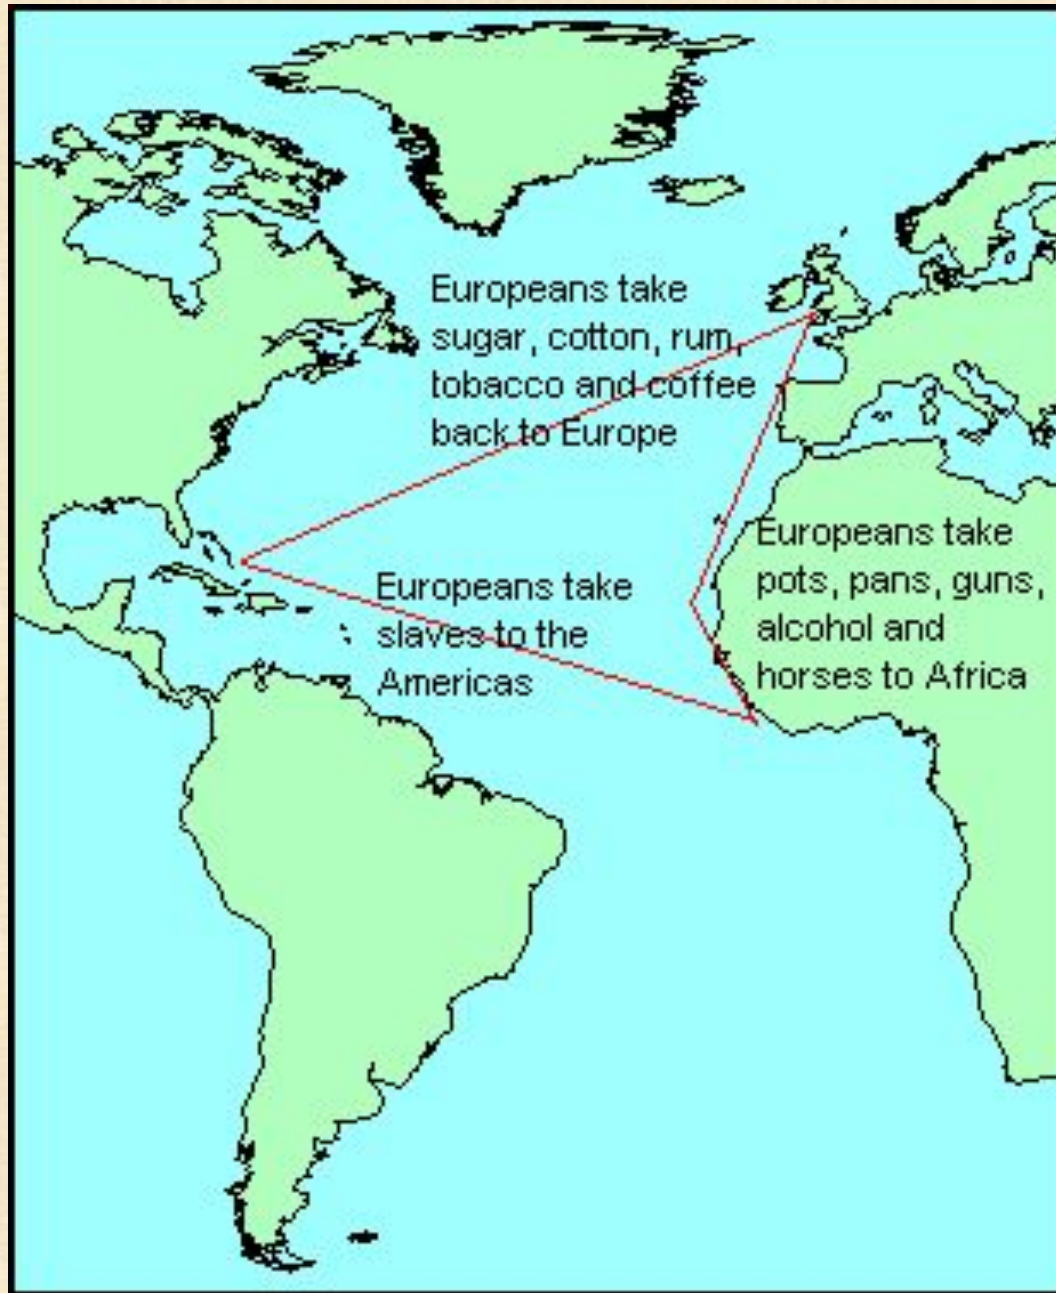 Europeans take
sugar, cotton, rum,
tobacco and coffee
back to Europe
Europeans take
slaves to the
Americas
Europeans take
pots, pans, guns,
alcohol and
horses to Africa